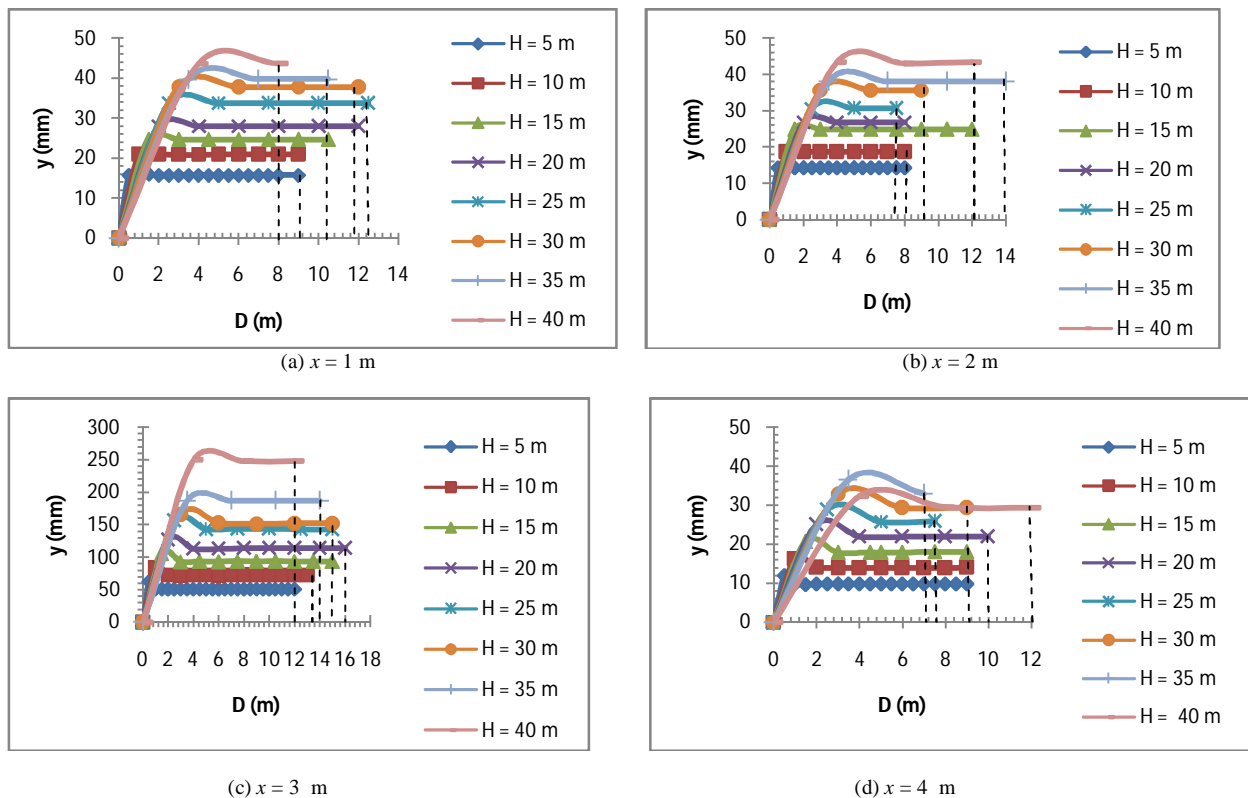 50
40
30
20
10
0
y (mm)
0 2 4 6 8 10 12 14
D (m)
H = 5 m
H = 10 m
H = 15 m
H = 20 m
H = 25 m
H = 30 m
H = 35 m
H = 40 m
(a) x = 1 m
50
40
30
20
10
0
y (mm)
0 2 4 6 8 10 12 14
D (m)
H = 5 m
H = 10 m
H = 15 m
H = 20 m
H = 25 m
H = 30 m
H = 35 m
H = 40 m
(b) x = 2 m
300
250
200
150
100
50
0
y (mm)
0 2 4 6 8 10 12 14 16 18
D (m)
H = 5 m
H = 10 m
H = 15 m
H = 20 m
H = 25 m
H = 30 m
H = 35 m
H = 40 m
(c) x = 3 m
50
40
30
20
10
0
y (mm)
0 2 4 6 8 10 12
D (m)
H = 5 m
H = 10 m
H = 15 m
H = 20 m
H = 25 m
H = 30 m
H = 35 m
H = 40 m
(d) x = 4 m